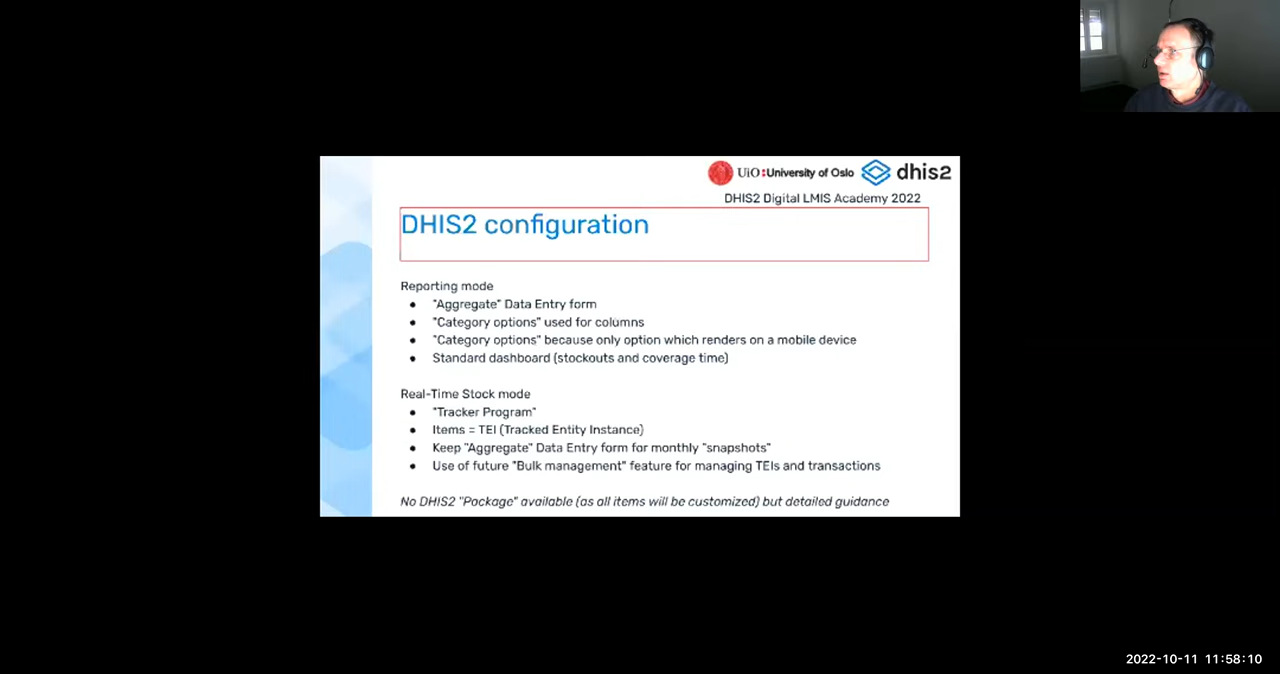 UiO:University of Oslo dhis2
DHIS2 Digital LMIS Academy 2022
DHIS2 configuration
Reporting mode
● "Aggregate" Data Entry form
● "Category options" used for columns
● "Category options" because only option which renders on a mobile device
● Standard dashboard (stockouts and coverage time)
Real-Time Stock mode
● "Tracker Program"
● Items = TEI (Tracked Entity Instance)
● Keep "Aggregate" Data Entry form for monthly "snapshots"
● Use of future "Bulk management" feature for managing TEIs and transactions
No DHIS2 "Package" available (as all items will be customized) but detailed guidance
2022-10-11 11:58:10